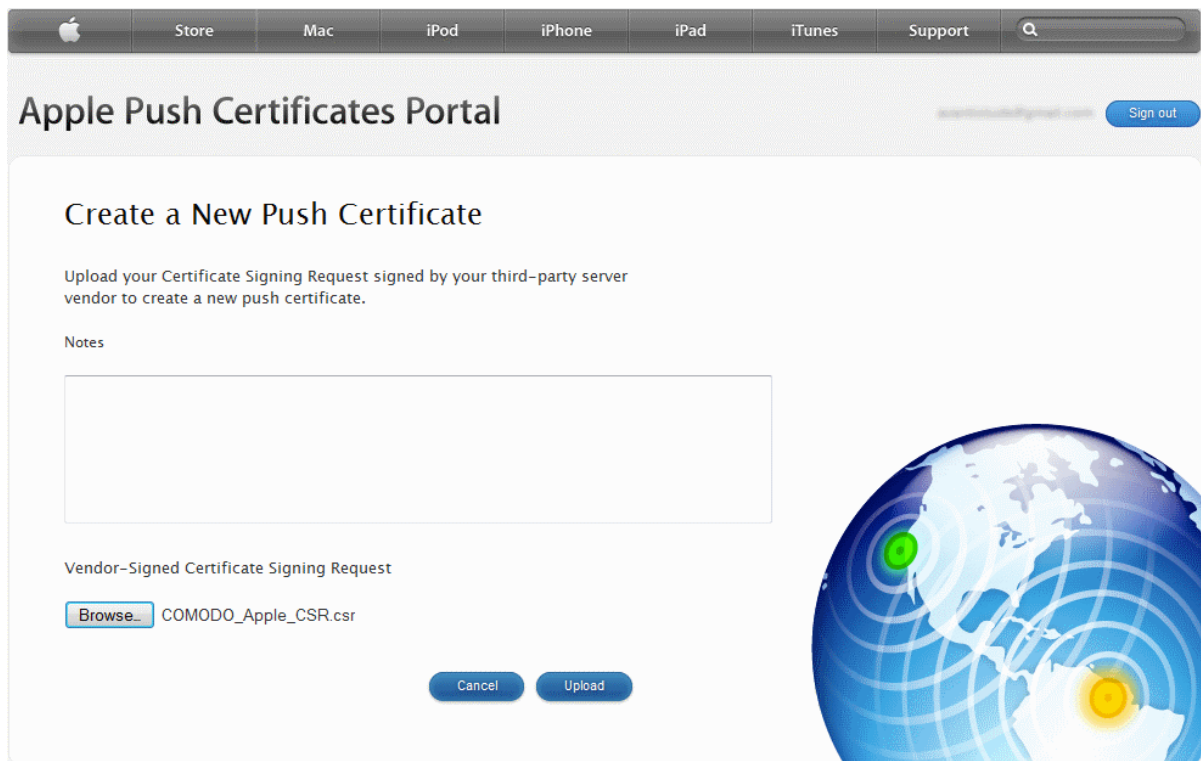 Store Mac iPod iPhone iPad iTunes Support
Apple Push Certificates Portal
Sign out
Create a New Push Certificate
Upload your Certificate Signing Request signed by your third-party server
vendor to create a new push certificate.
Notes
Vendor-Signed Certificate Signing Request
Browse... COMODO_Apple_CSR.csr
Cancel Upload